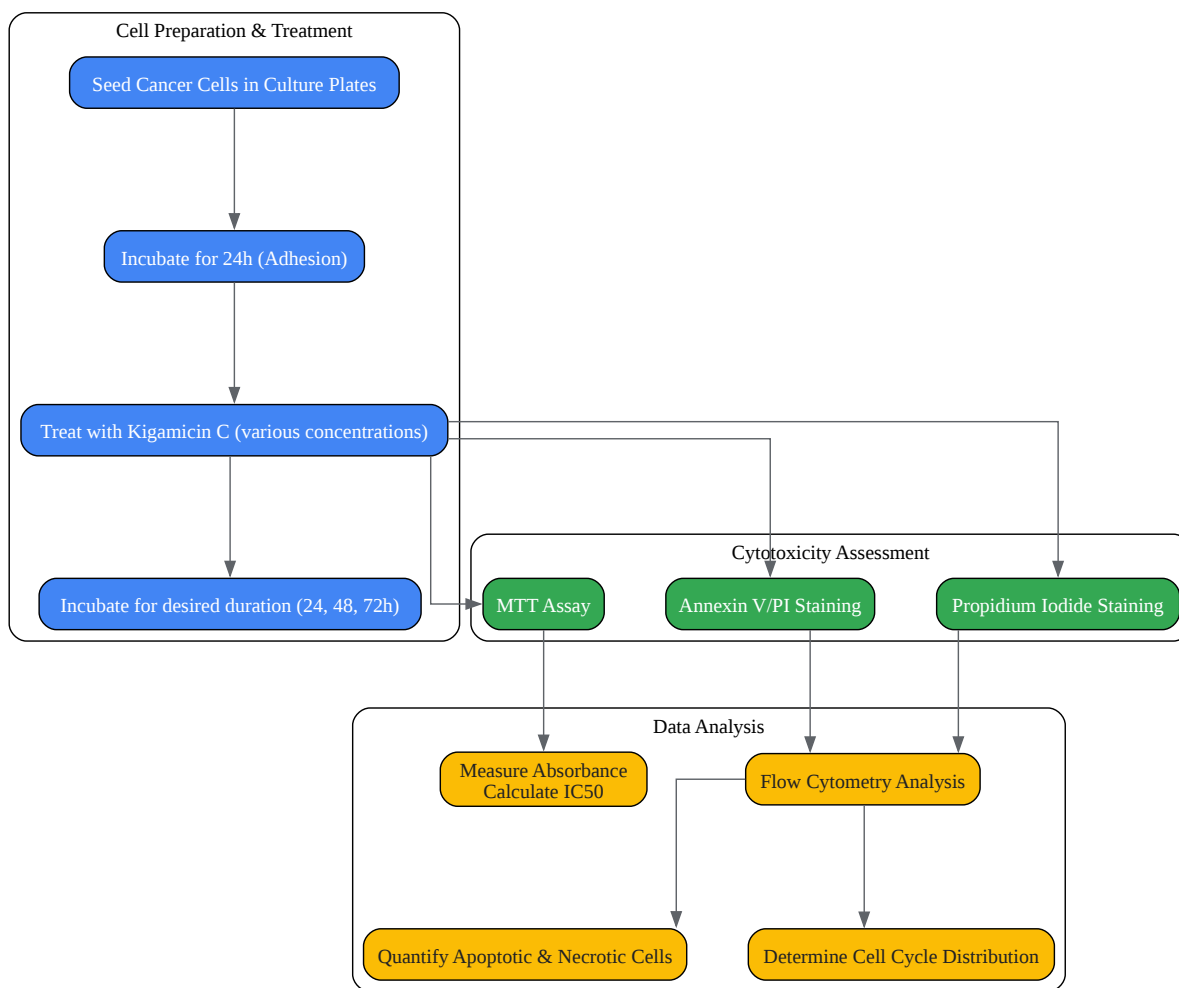 Cell Preparation & Treatment
Seed Cancer Cells in Culture Plates
Incubate for 24h (Adhesion)
Treat with Kigamicin C (various concentrations)
Incubate for desired duration (24, 48, 72h)
Cytotoxicity Assessment
MTT Assay
Annexin V/PI Staining
Propidium Iodide Staining
Data Analysis
Measure Absorbance
Calculate IC50
Flow Cytometry Analysis
Quantify Apoptotic & Necrotic Cells
Determine Cell Cycle Distribution